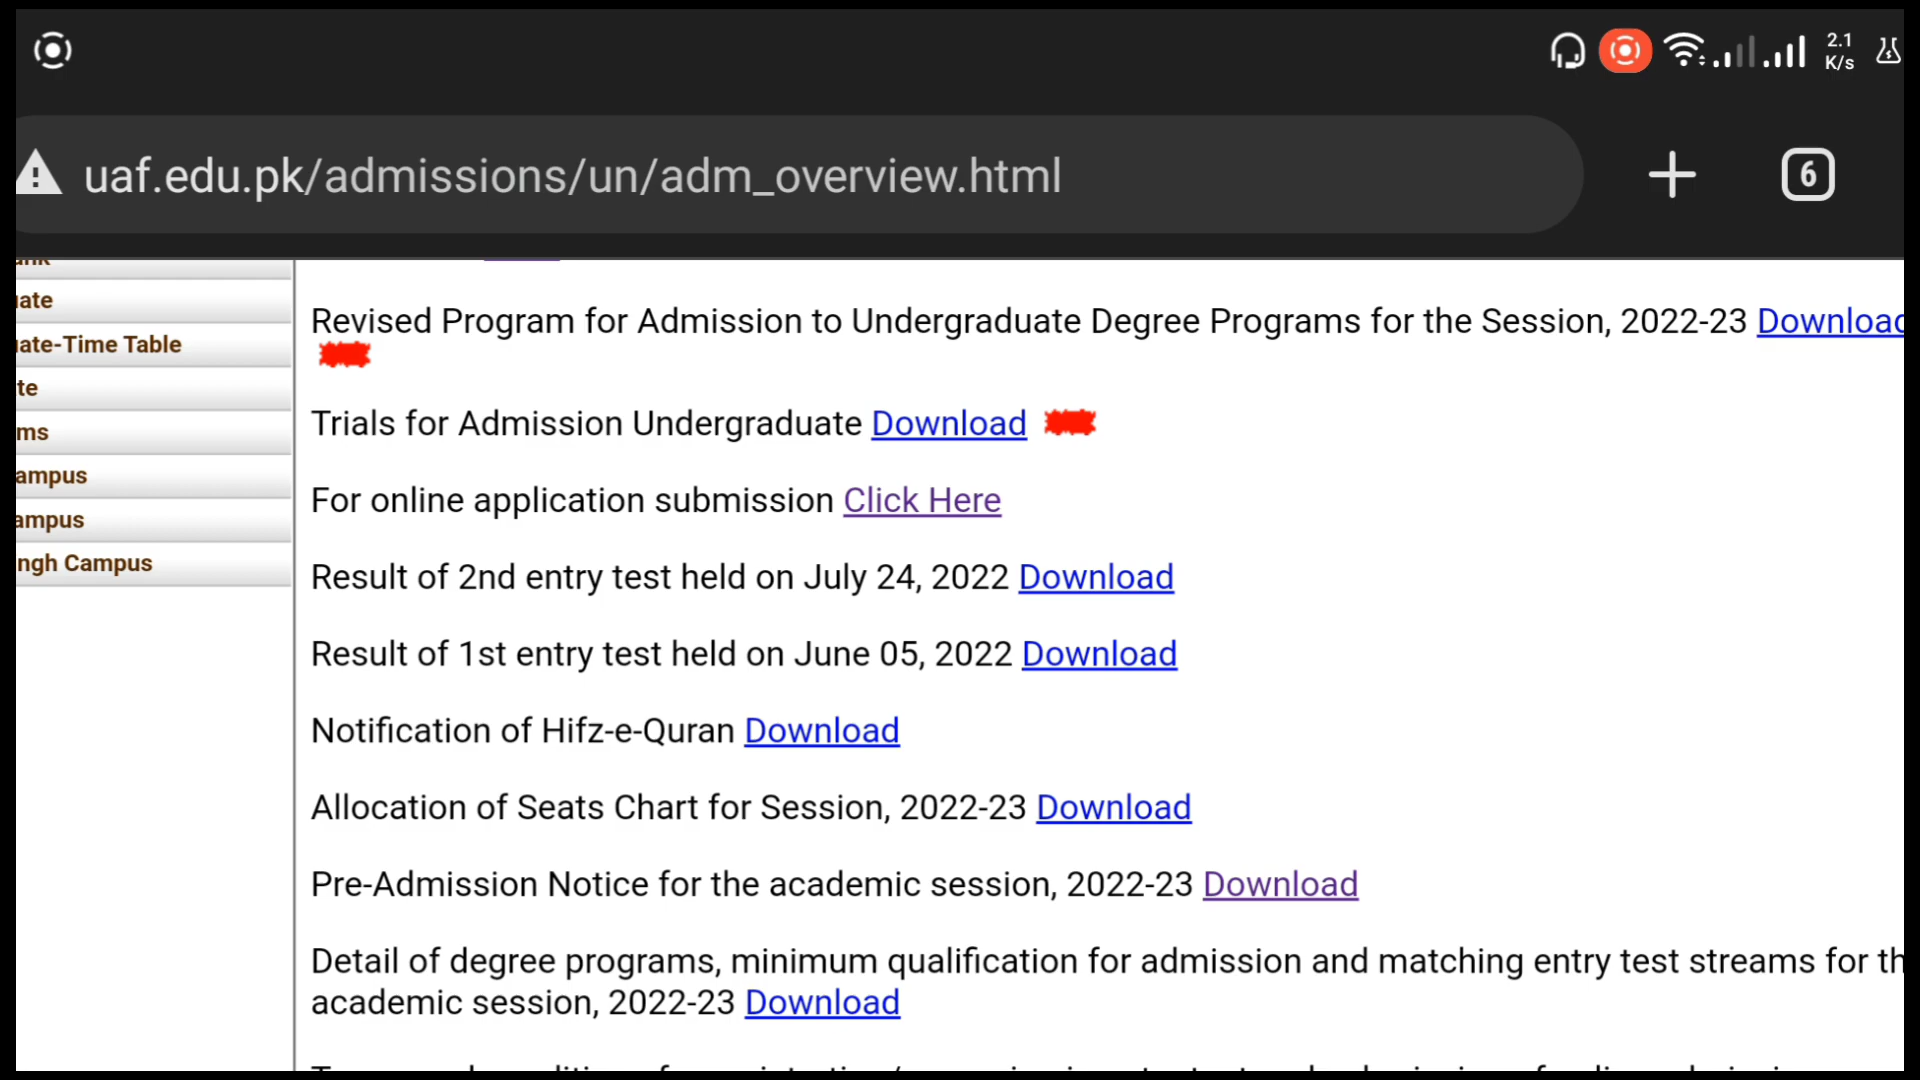 2.1
K/s
uaf.edu.pk/admissions/un/adm_overview.html
6
ate
ate-Time Table
te
ms
ampus
ampus
ngh Campus
Revised Program for Admission to Undergraduate Degree Programs for the Session, 2022-23 Download
Trials for Admission Undergraduate Download
For online application submission Click Here
Result of 2nd entry test held on July 24, 2022 Download
Result of 1st entry test held on June 05, 2022 Download
Notification of Hifz-e-Quran Download
Allocation of Seats Chart for Session, 2022-23 Download
Pre-Admission Notice for the academic session, 2022-23 Download
Detail of degree programs, minimum qualification for admission and matching entry test streams for th
academic session, 2022-23 Download